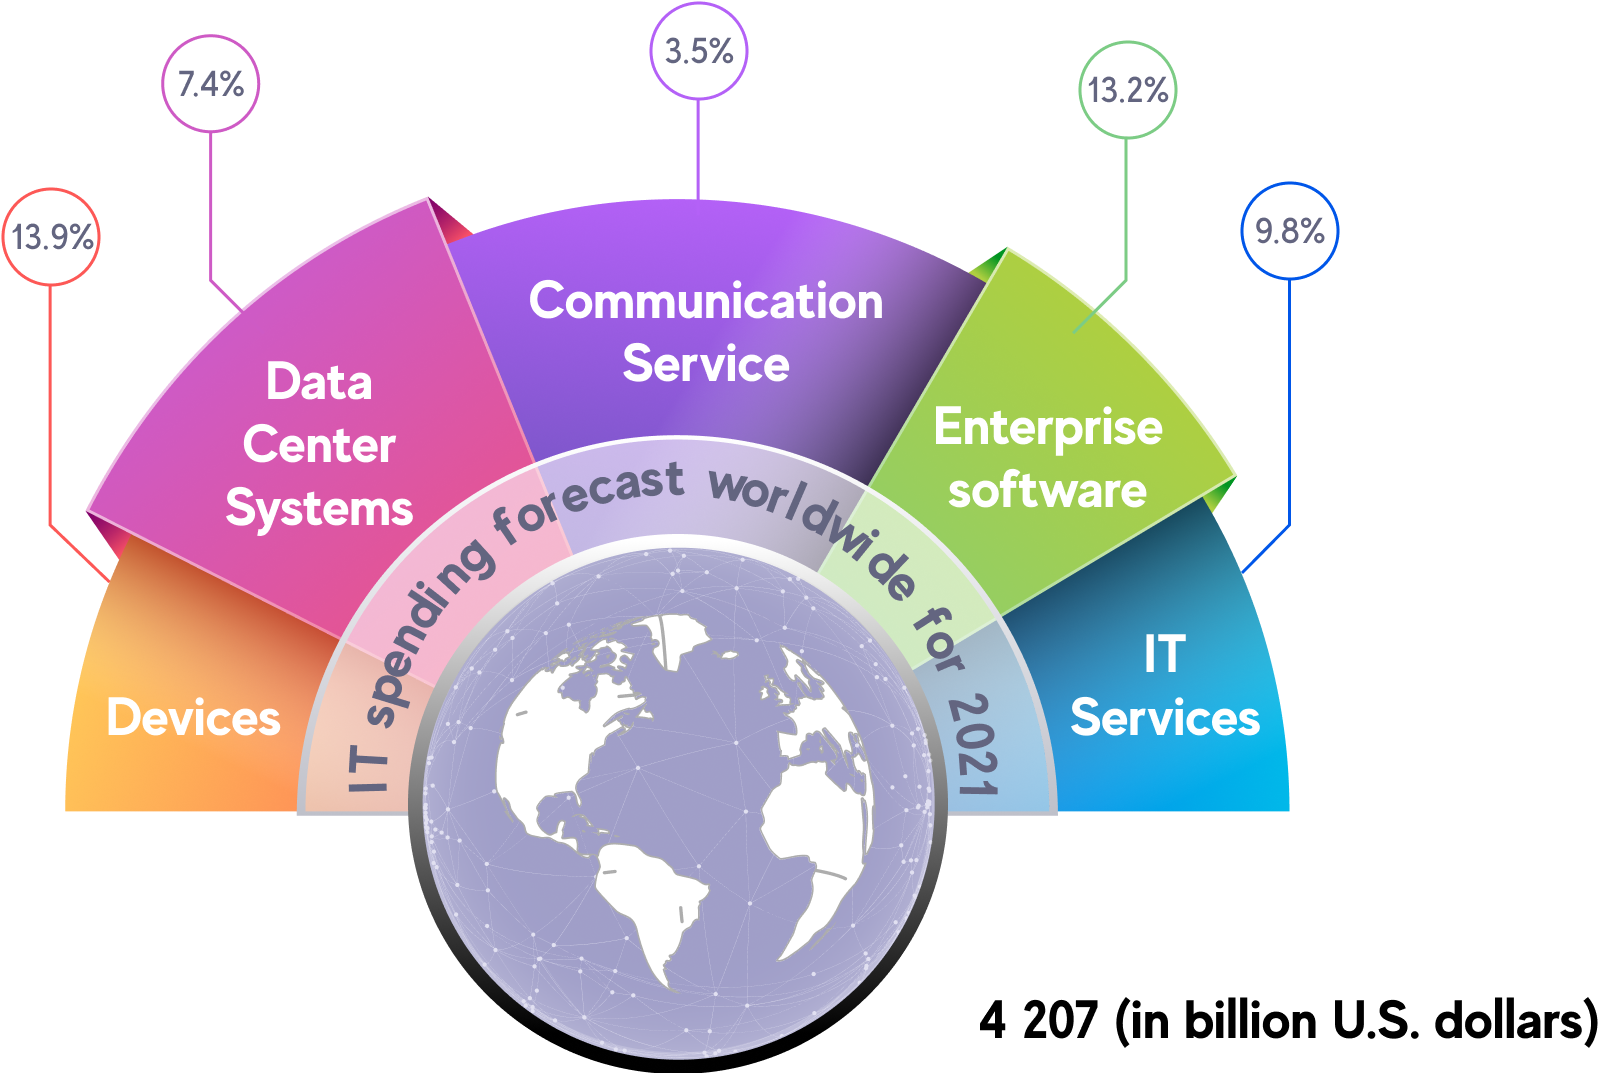 3.5%
7.4%
13.2%
13.9%
9.8%
Communication
Service
Data
Center
Systems
Enterprise
software
IT
Services
Devices
IT spending forecast worldwide for 2021
4 207 (in billion U.S. dollars)